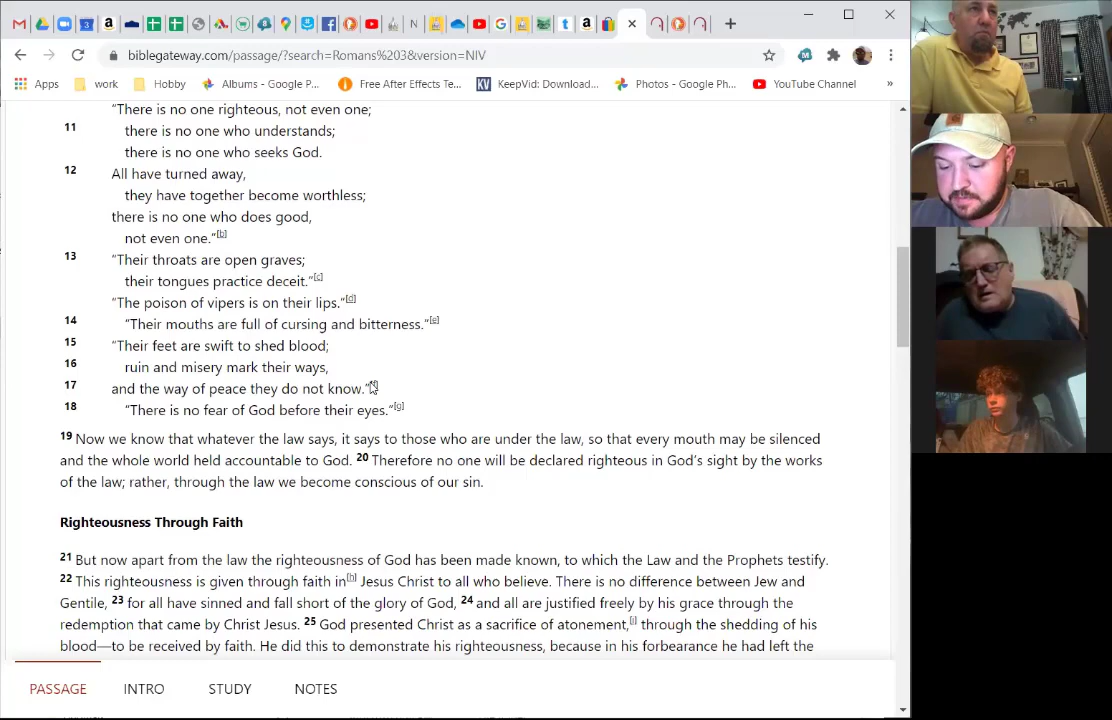 biblegateway.com/passage/?search=Romans%203&version=NIV
Apps work Hobby Albums - Google P... Free After Effects Te... KeepVid: Download... Photos - Google Ph... YouTube Channel »
“There is no one righteous, not even one;
11 there is no one who understands;
there is no one who seeks God.
12 All have turned away,
they have together become worthless;
there is no one who does good,
not even one.”[b]
13 “Their throats are open graves;
their tongues practice deceit.”[c]
“The poison of vipers is on their lips.”[d]
14 “Their mouths are full of cursing and bitterness.”[e]
15 “Their feet are swift to shed blood;
16 ruin and misery mark their ways,
17 and the way of peace they do not know.”
18 “There is no fear of God before their eyes.”[g]
19 Now we know that whatever the law says, it says to those who are under the law, so that every mouth may be silenced
and the whole world held accountable to God. 20 Therefore no one will be declared righteous in God’s sight by the works
of the law; rather, through the law we become conscious of our sin.
Righteousness Through Faith
21 But now apart from the law the righteousness of God has been made known, to which the Law and the Prophets testify.
22 This righteousness is given through faith in[h] Jesus Christ to all who believe. There is no difference between Jew and
Gentile, 23 for all have sinned and fall short of the glory of God, 24 and all are justified freely by his grace through the
redemption that came by Christ Jesus. 25 God presented Christ as a sacrifice of atonement,[i] through the shedding of his
blood—to be received by faith. He did this to demonstrate his righteousness, because in his forbearance he had left the
PASSAGE INTRO STUDY NOTES